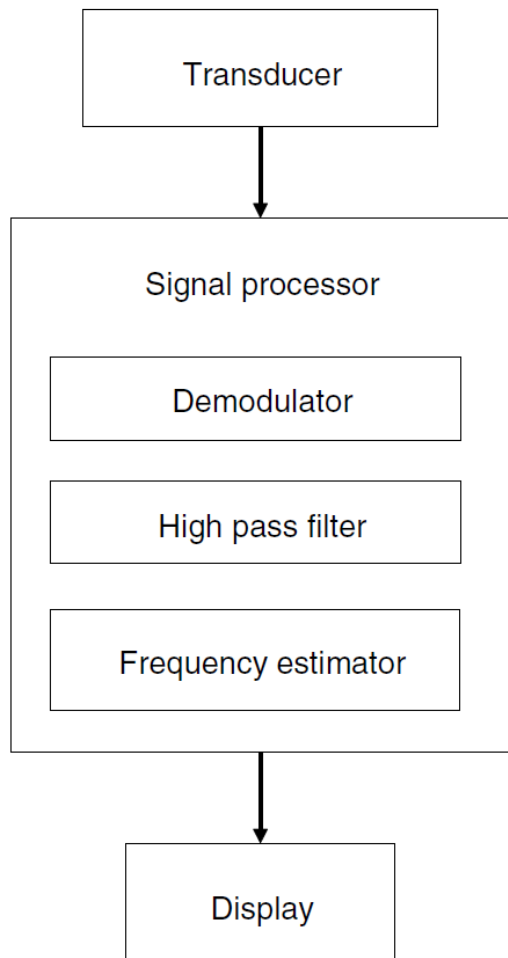 Transducer
Signal processor
Demodulator
High pass filter
Frequency estimator
Display